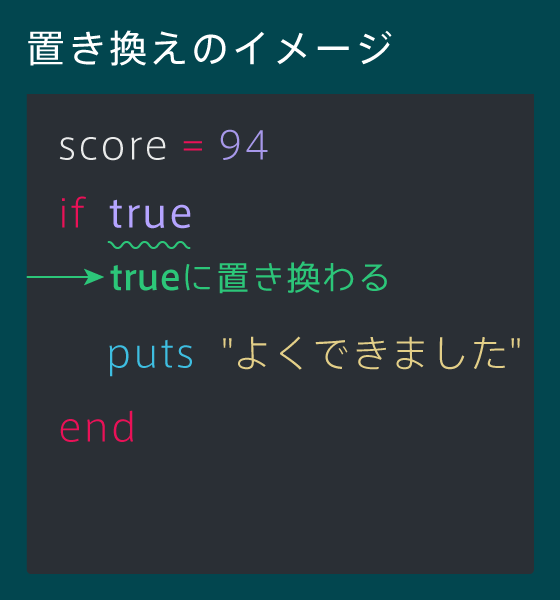 置き換えのイメージ
score = 94
if true
trueに置き換わる
puts "よくできました"
end